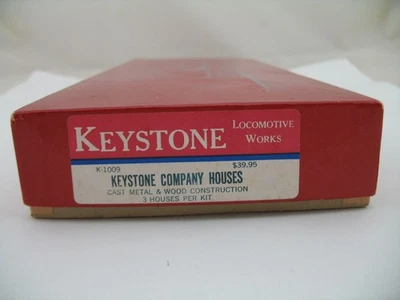 KEYSTONE LOCOMOTIVE
WORKS
K-1009 $39.95
KEYSTONE COMPANY HOUSES
CAST METAL & WOOD CONSTRUCTION
3 HOUSES PER KIT